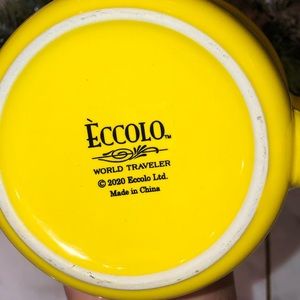 ÈCCOLO™
WORLD TRAVELER
© 2020 Eccolo Ltd.
Made in China